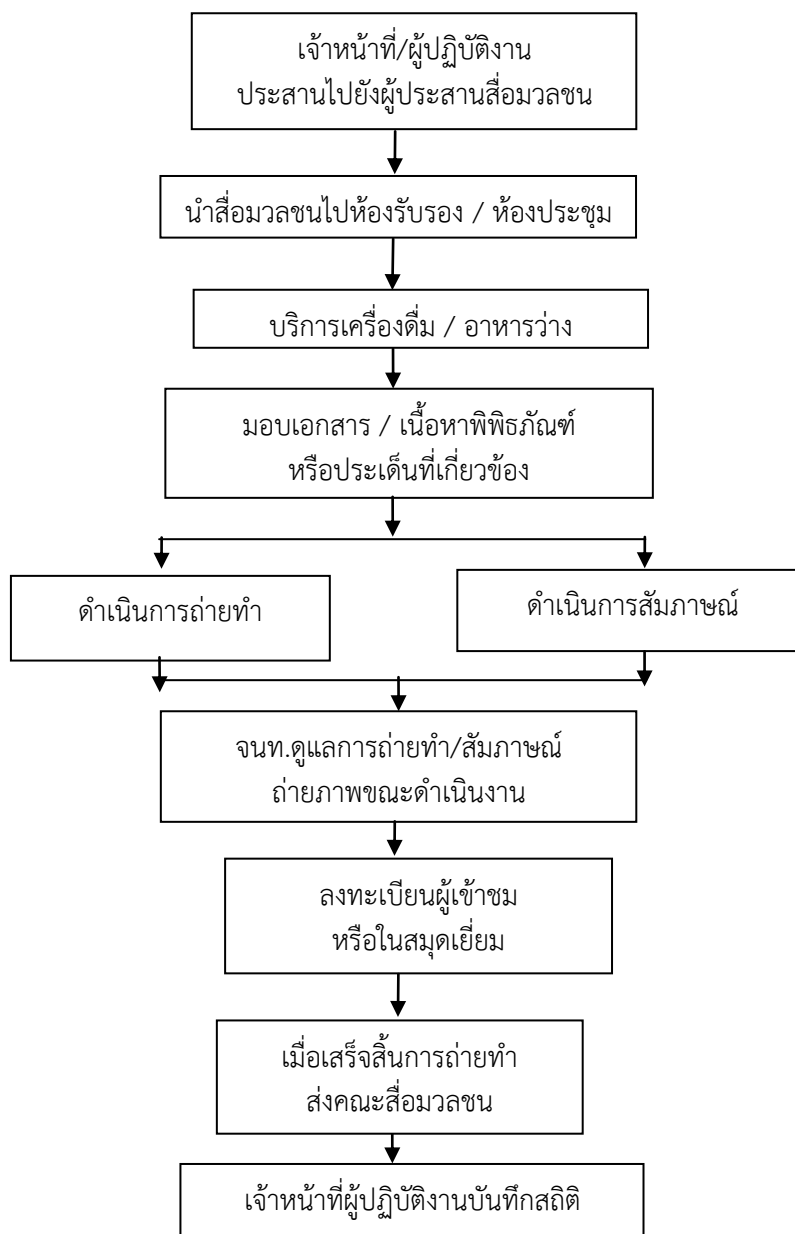 เจ้าหน้าที่/ผู้ปฏิบัติงาน
ประสานไปยังผู้ประสานสื่อมวลชน
นำสื่อมวลชนไปห้องรับรอง / ห้องประชุม
บริการเครื่องดื่ม / อาหารว่าง
มอบเอกสาร / เนื้อหาพิพิธภัณฑ์
หรือประเด็นที่เกี่ยวข้อง
ดำเนินการถ่ายทำ
ดำเนินการสัมภาษณ์
จนท.ดูแลการถ่ายทำ/สัมภาษณ์
ถ่ายภาพขณะดำเนินงาน
ลงทะเบียนผู้เข้าชม
หรือในสมุดเยี่ยม
เมื่อเสร็จสิ้นการถ่ายทำ
ส่งคณะสื่อมวลชน
เจ้าหน้าที่ผู้ปฏิบัติงานบันทึกสถิติ